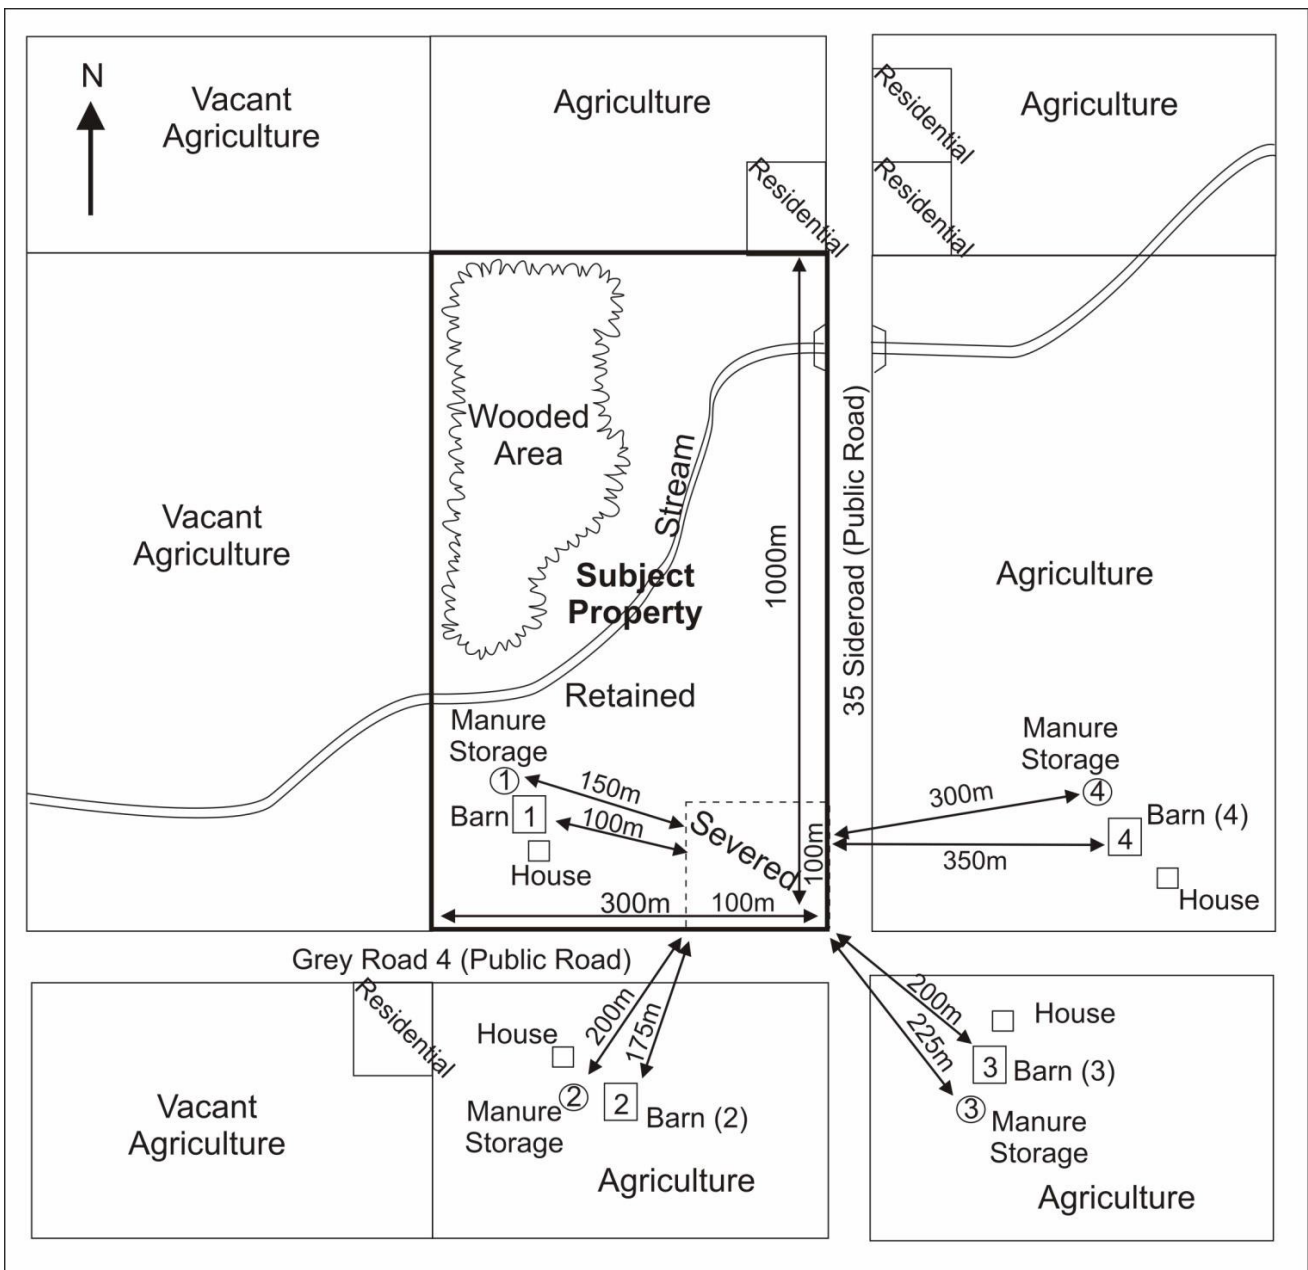 N
Vacant
Agriculture
Agriculture
Residential
Residential
Residential
Agriculture
Wooded
Area
Stream
Vacant
Agriculture
Subject
Property
1000m
35 Sideroad (Public Road)
Agriculture
Retained
Manure
Storage
1
150m
Barn
1
100m
House
Severed
100m
300m
100m
Manure
Storage
300m
4
Barn (4)
4
350m
House
Grey Road 4 (Public Road)
Residential
Vacant
Agriculture
200m
175m
House
2
Manure
Storage
2
Barn (2)
Agriculture
200m
225m
House
3
Barn (3)
3
Manure
Storage
Agriculture